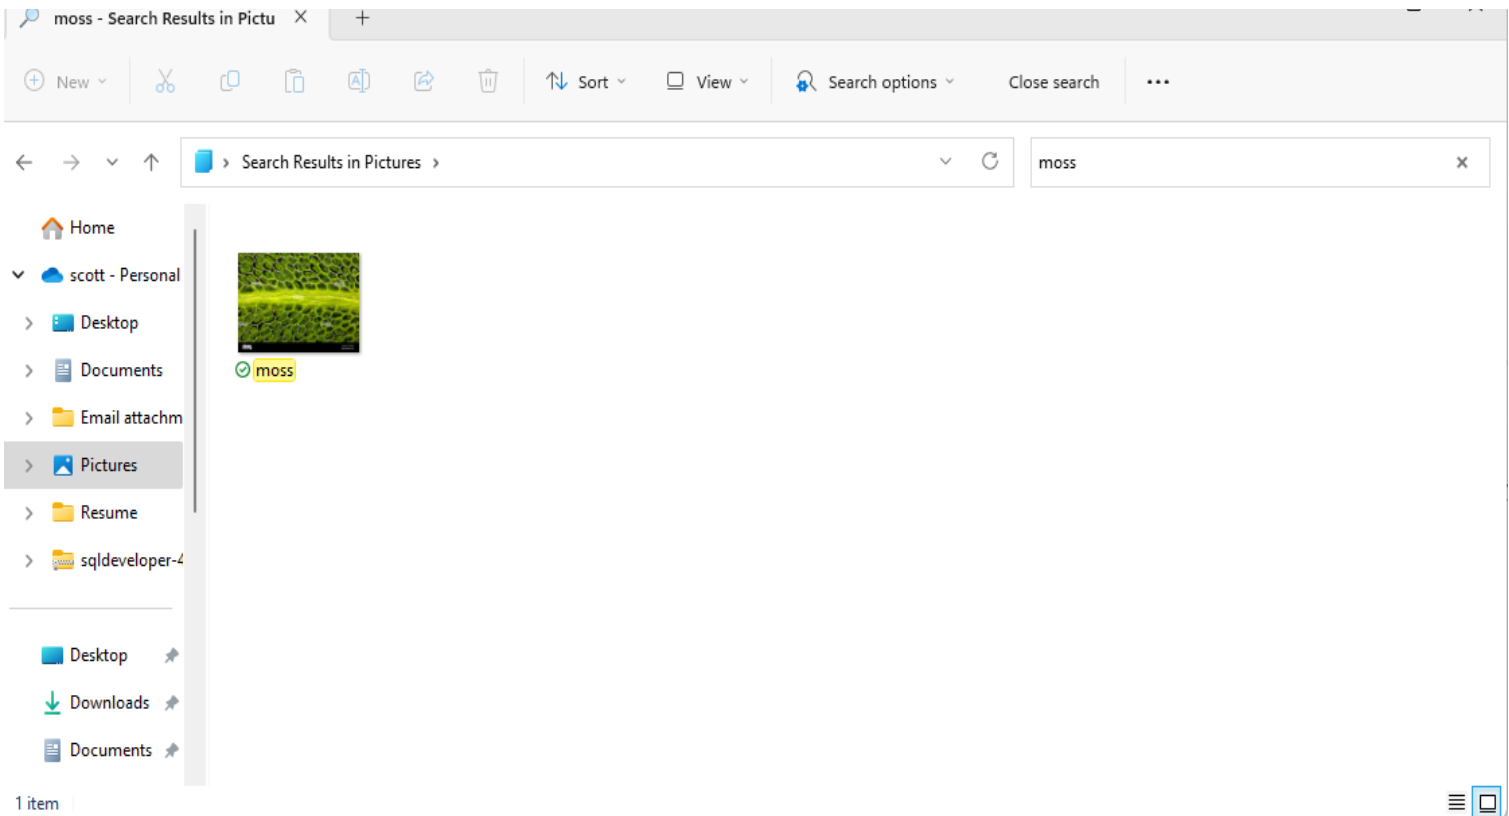 moss - Search Results in Pictu
New
Sort
View
Search options
Close search
Search Results in Pictures
moss
Home
scott - Personal
Desktop
Documents
Email attachm
Pictures
Resume
sqldeveloper-4
Desktop
Downloads
Documents
moss
1 item